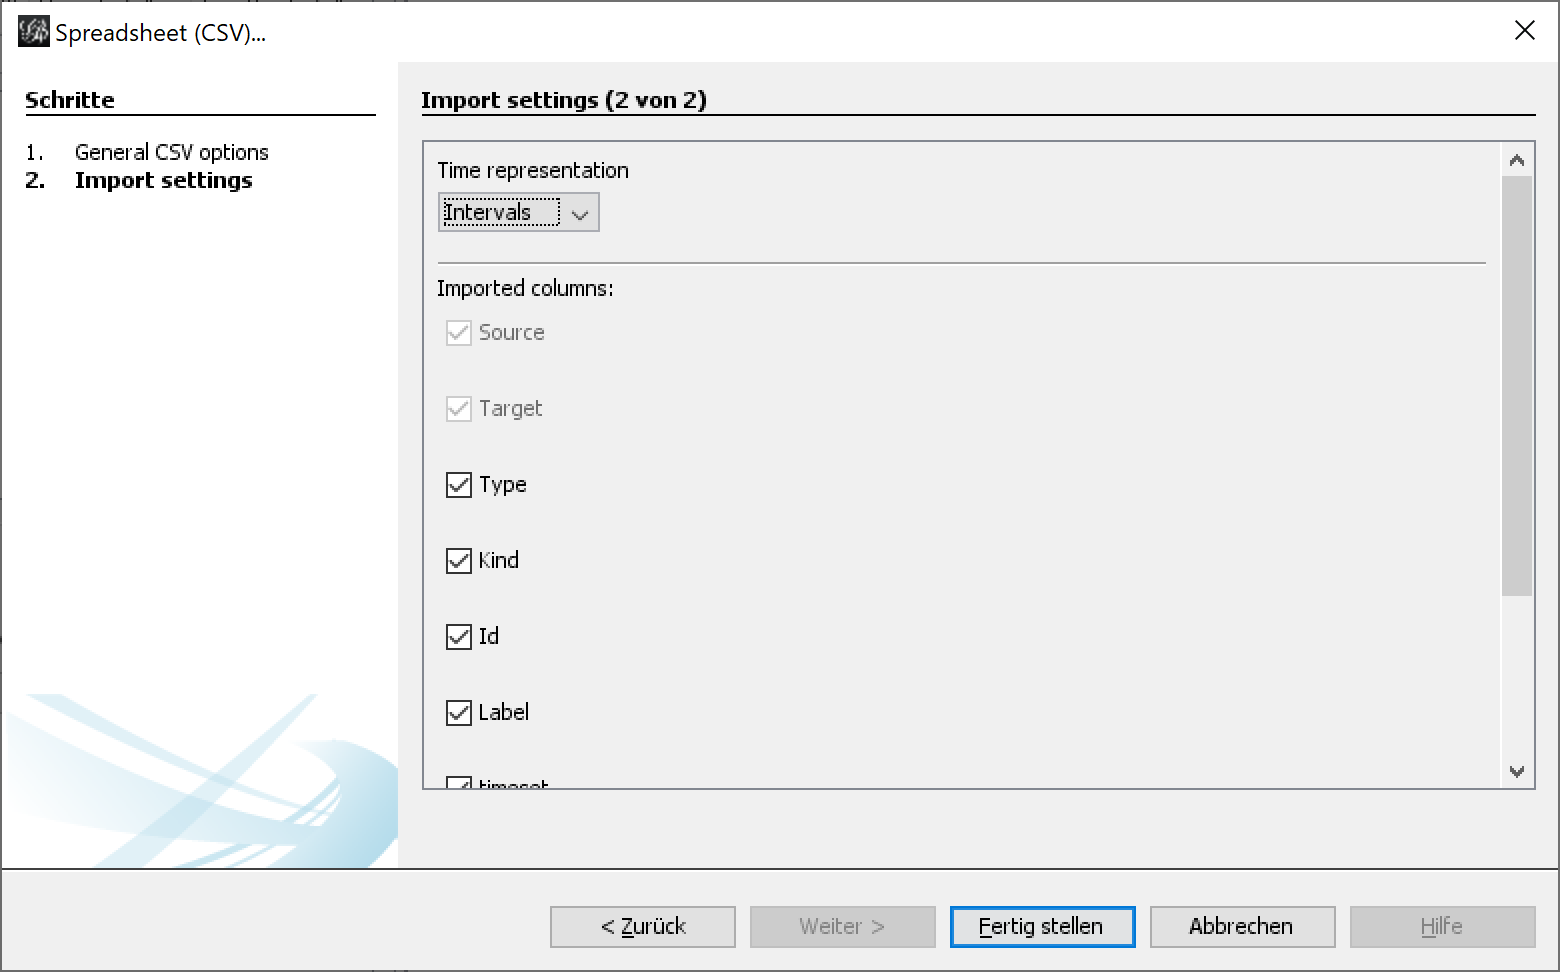 Spreadsheet (CSV)...
Schritte
1. General CSV options
2. Import settings
Import settings (2 von 2)
Time representation
Intervals
Imported columns:
Source
Target
Type
Kind
Id
Label
timeset
< Zurück
Weiter >
Fertig stellen
Abbrechen
Hilfe